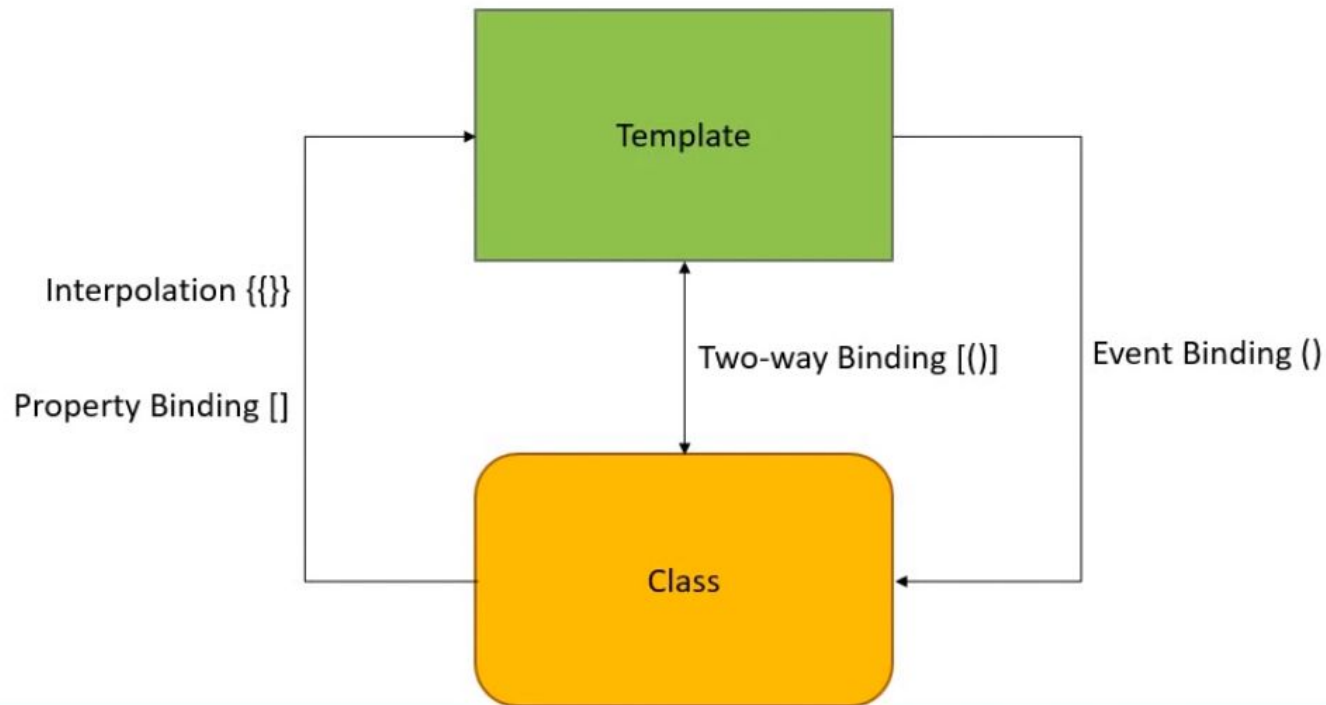 Template
Interpolation {{}}
Two-way Binding [()]
Event Binding ()
Property Binding []
Class